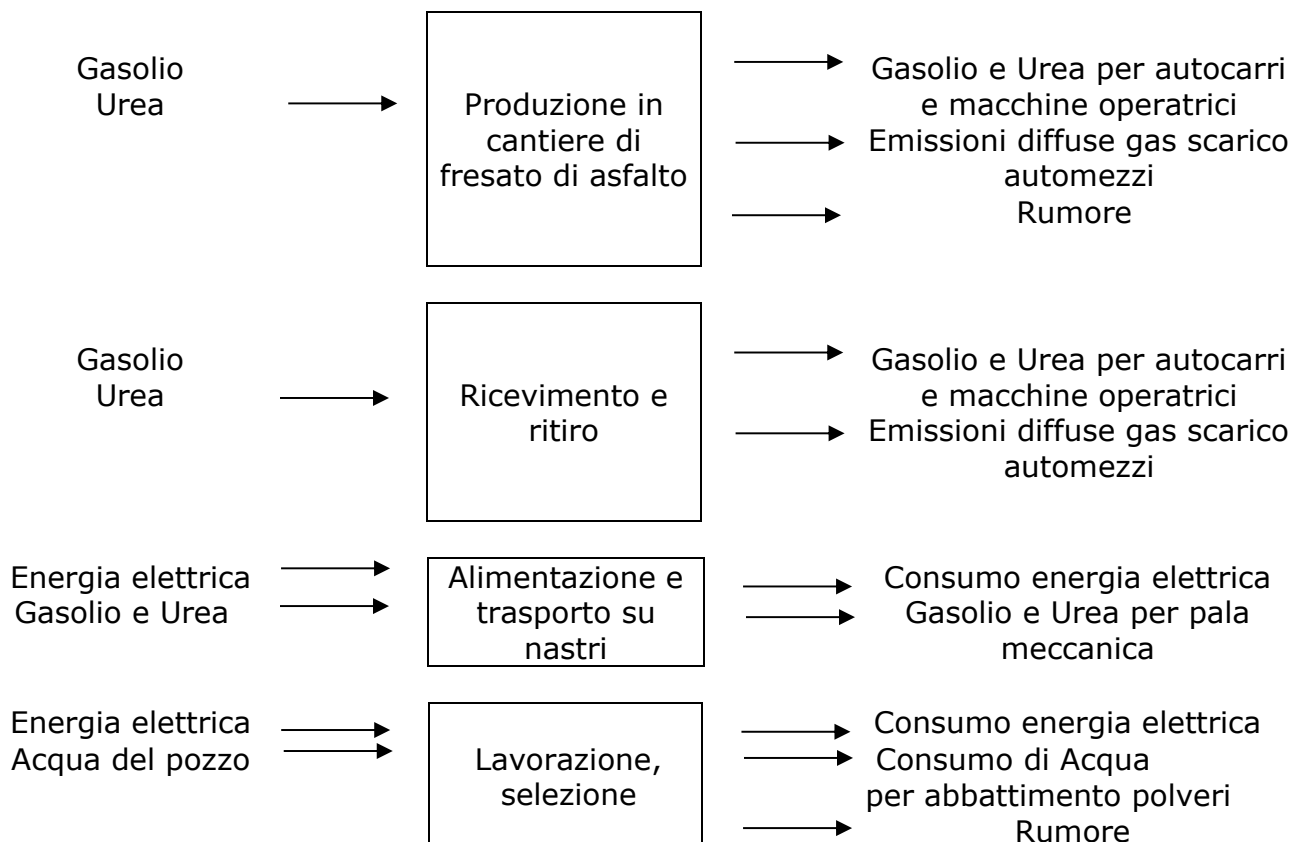 Gasolio
Urea
Produzione in
cantiere di
fresato di asfalto
Gasolio e Urea per autocarri
e macchine operatrici
Emissioni diffuse gas scarico
automezzi
Rumore
Gasolio
Urea
Ricevimento e
ritiro
Gasolio e Urea per autocarri
e macchine operatrici
Emissioni diffuse gas scarico
automezzi
Energia elettrica
Gasolio e Urea
Alimentazione e
trasporto su
nastri
Consumo energia elettrica
Gasolio e Urea per pala
meccanica
Energia elettrica
Acqua del pozzo
Lavorazione,
selezione
Consumo energia elettrica
Consumo di Acqua
per abbattimento polveri
Rumore